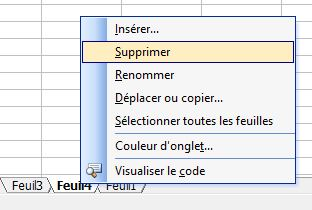 Insérer...
Supprimer
Renommer
Déplacer ou copier...
Sélectionner toutes les feuilles
Couleur d'onglet...
Visualiser le code
Feuil3 Feuil4 Feuil1